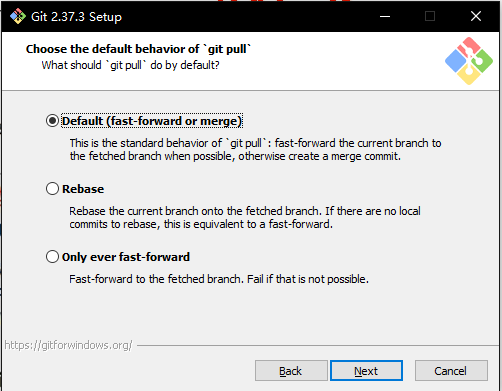 Git 2.37.3 Setup
Choose the default behavior of `git pull`
What should `git pull` do by default?
Default (fast-forward or merge)
This is the standard behavior of `git pull`: fast-forward the current branch to
the fetched branch when possible, otherwise create a merge commit.
Rebase
Rebase the current branch onto the fetched branch. If there are no local
commits to rebase, this is equivalent to a fast-forward.
Only ever fast-forward
Fast-forward to the fetched branch. Fail if that is not possible.
https://gitforwindows.org/
Back Next Cancel